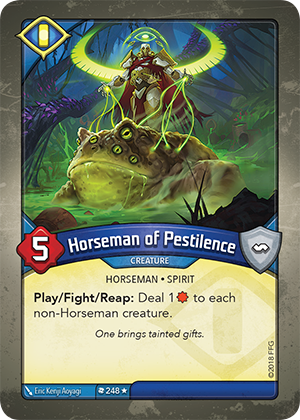 Horseman of Pestilence
CREATURE
5
HORSEMAN • SPIRIT
Play/Fight/Reap: Deal 1 to each
non-Horseman creature.
One brings tainted gifts.
©2018 FFG
Eric Kenji Aoyagi
248